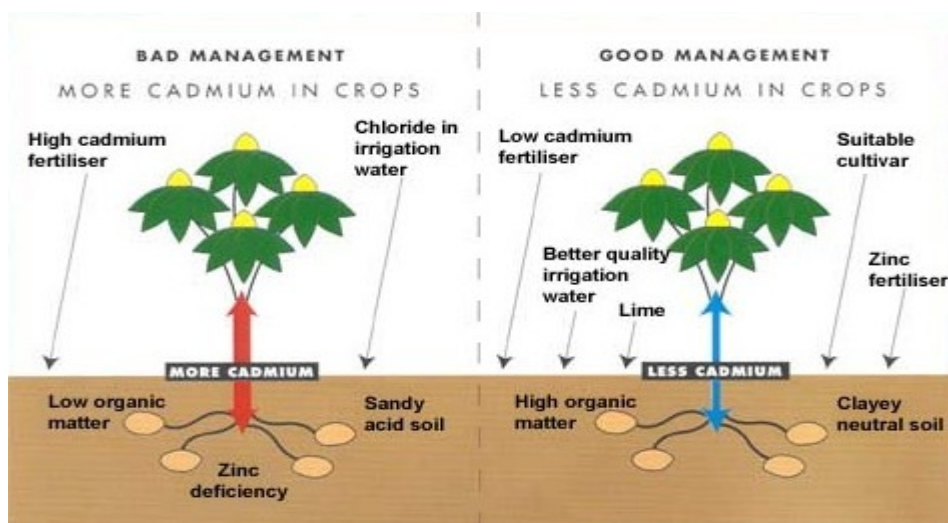 BAD MANAGEMENT
MORE CADMIUM IN CROPS
High cadmium
fertiliser
Chloride in
irrigation
water
MORE CADMIUM
Low organic
matter
Sandy
acid soil
Zinc
deficiency
GOOD MANAGEMENT
LESS CADMIUM IN CROPS
Low cadmium
fertiliser
Suitable
cultivar
Better quality
irrigation
water
Lime
Zinc
fertiliser
LESS CADMIUM
High organic
matter
Clayey
neutral soil